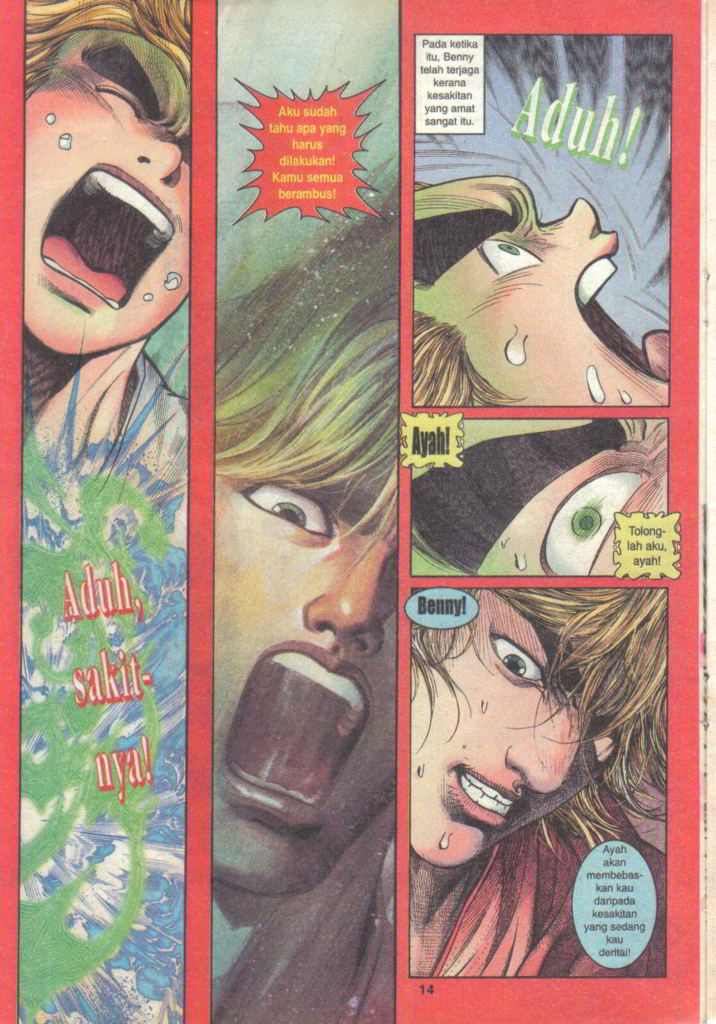 Aduh,
sakit-
nya!
Aku sudah
tahu apa yang
harus
dilakukan!
Kamu semua
berambus!
Pada ketika
itu, Benny
telah terjaga
kerana
kesakitan
yang amat
sangat itu.
Aduh!
Ayah!
Tolong-
lah aku,
ayah!
Benny!
Ayah
akan
membebas-
kan kau
daripada
kesakitan
yang sedang
kau
deritai!
14